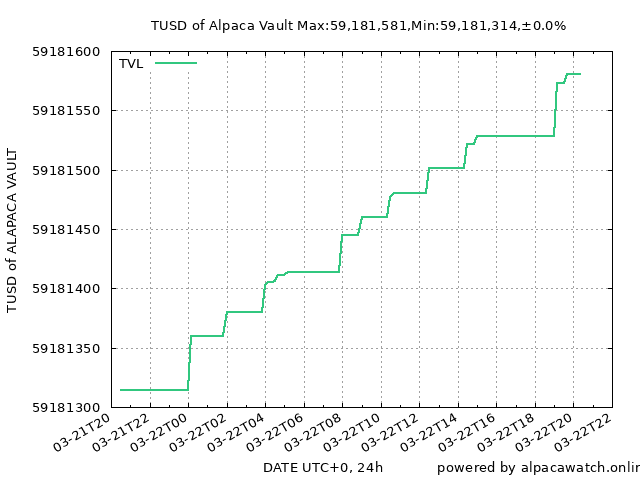 TUSD of Alpaca Vault Max:59,181,581,Min:59,181,314,±0.0%
TVL
59181600
59181550
59181500
59181450
59181400
59181350
59181300
TUSD of ALAPACA VAULT
03-21T20
03-21T22
03-22T00
03-22T02
03-22T04
03-22T06
03-22T08
03-22T10
03-22T12
03-22T14
03-22T16
03-22T18
03-22T20
03-22T22
DATE UTC+0, 24h
powered by alpacawatch.onlin